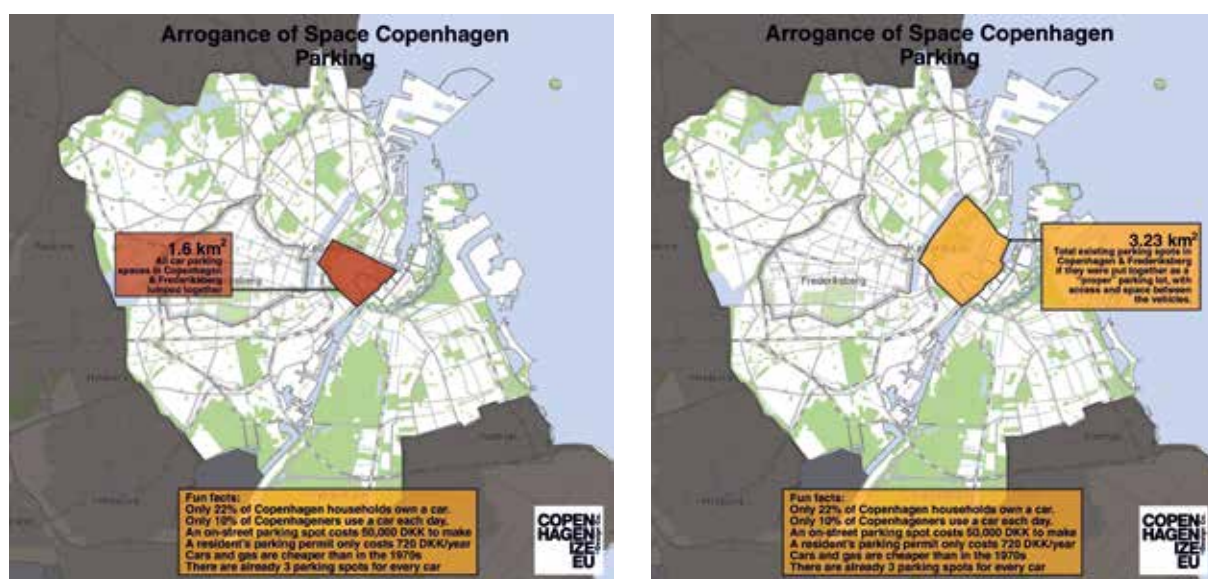 Arrogance of Space Copenhagen
Parking
1.6 km²
All car parking
spaces in Copenhagen
& Frederiksberg
lumped together
Fun facts:
Only 22% of Copenhagen households own a car.
Only 10% of Copenhageners use a car each day.
An on-street parking spot costs 50,000 DKK to make
A resident's parking permit only costs 720 DKK/year
Cars and gas are cheaper than in the 1970s
There are already 3 parking spots for every car
COPEN
HAGEN
IZE.EU
Arrogance of Space Copenhagen
Parking
Frederiksberg
3.23 km²
Total existing parking spots in
Copenhagen & Frederiksberg
if they were put together as a
"proper" parking lot, with
access and space between
the vehicles.
Fun facts:
Only 22% of Copenhagen households own a car.
Only 10% of Copenhageners use a car each day.
An on-street parking spot costs 50,000 DKK to make
A resident's parking permit only costs 720 DKK/year
Cars and gas are cheaper than in the 1970s
There are already 3 parking spots for every car
COPEN
HAGEN
IZE.EU